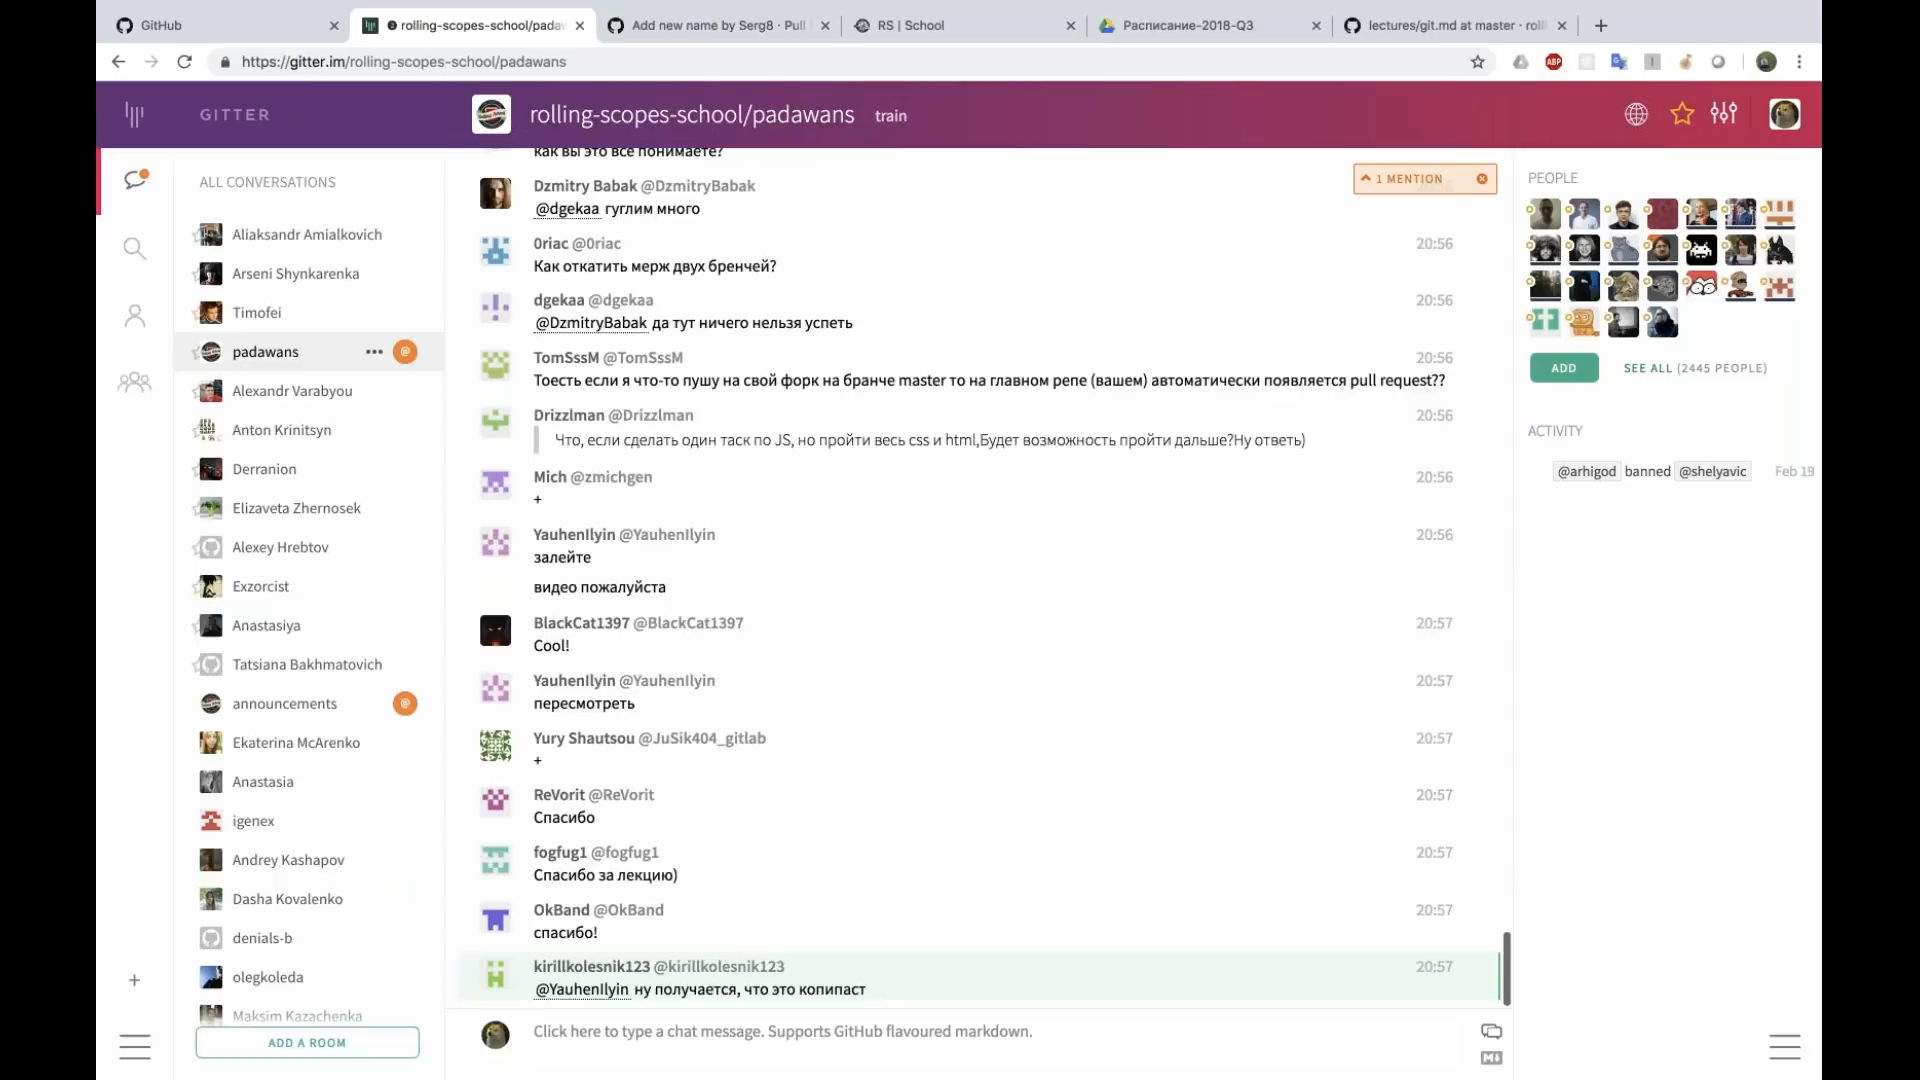 GitHub
rolling-scopes-school/padaw
Add new name by Serg8 · Pull
RS | School
Расписание-2018-Q3
lectures/git.md at master · roll
https://gitter.im/rolling-scopes-school/padawans
ABP
GITTER
rolling-scopes-school/padawans train
ALL CONVERSATIONS
Aliaksandr Amialkovich
Arseni Shynkarenka
Timofei
padawans
@
Alexandr Varabyou
Anton Krinitsyn
Derranion
Elizaveta Zhernosek
Alexey Hrebtov
Exzorcist
Anastasiya
Tatsiana Bakhmatovich
announcements
@
Ekaterina McArenko
Anastasia
igenex
Andrey Kashapov
Dasha Kovalenko
denials-b
olegkoleda
Maksim Kazachenka
ADD A ROOM
как вы это все понимаете?
1 MENTION
Dzmitry Babak @DzmitryBabak
@dgekaa гуглим много
0riac @0riac 20:56
Как откатить мерж двух бренчей?
dgekaa @dgekaa 20:56
@DzmitryBabak да тут ничего нельзя успеть
TomSssM @TomSssM 20:56
Тоесть если я что-то пушу на свой форк на бранче master то на главном репе (вашем) автоматически появляется pull request??
Drizzlman @Drizzlman 20:56
Что, если сделать один таск по JS, но пройти весь css и html,Будет возможность пройти дальше?Ну ответь)
Mich @zmichgen 20:56
+
YauhenIlyin @YauhenIlyin 20:56
залейте
видео пожалуйста
BlackCat1397 @BlackCat1397 20:57
Cool!
YauhenIlyin @YauhenIlyin 20:57
пересмотреть
Yury Shautsou @JuSik404_gitlab 20:57
+
ReVorit @ReVorit 20:57
Спасибо
fogfug1 @fogfug1 20:57
Спасибо за лекцию)
OkBand @OkBand 20:57
спасибо!
kirillkolesnik123 @kirillkolesnik123 20:57
@YauhenIlyin ну получается, что это копипаст
Click here to type a chat message. Supports GitHub flavoured markdown.
PEOPLE
ADD
SEE ALL (2445 PEOPLE)
ACTIVITY
@arhigod banned @shelyavic Feb 19